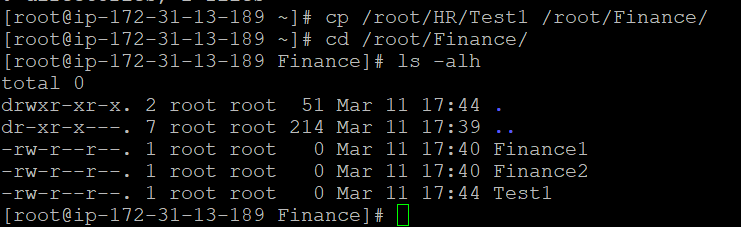 [root@ip-172-31-13-189 ~]# cp /root/HR/Test1 /root/Finance/
[root@ip-172-31-13-189 ~]# cd /root/Finance/
[root@ip-172-31-13-189 Finance]# ls -alh
total 0
drwxr-xr-x. 2 root root  51 Mar 11 17:44 .
dr-xr-x---. 7 root root 214 Mar 11 17:39 ..
-rw-r--r--. 1 root root   0 Mar 11 17:40 Finance1
-rw-r--r--. 1 root root   0 Mar 11 17:40 Finance2
-rw-r--r--. 1 root root   0 Mar 11 17:44 Test1
[root@ip-172-31-13-189 Finance]#